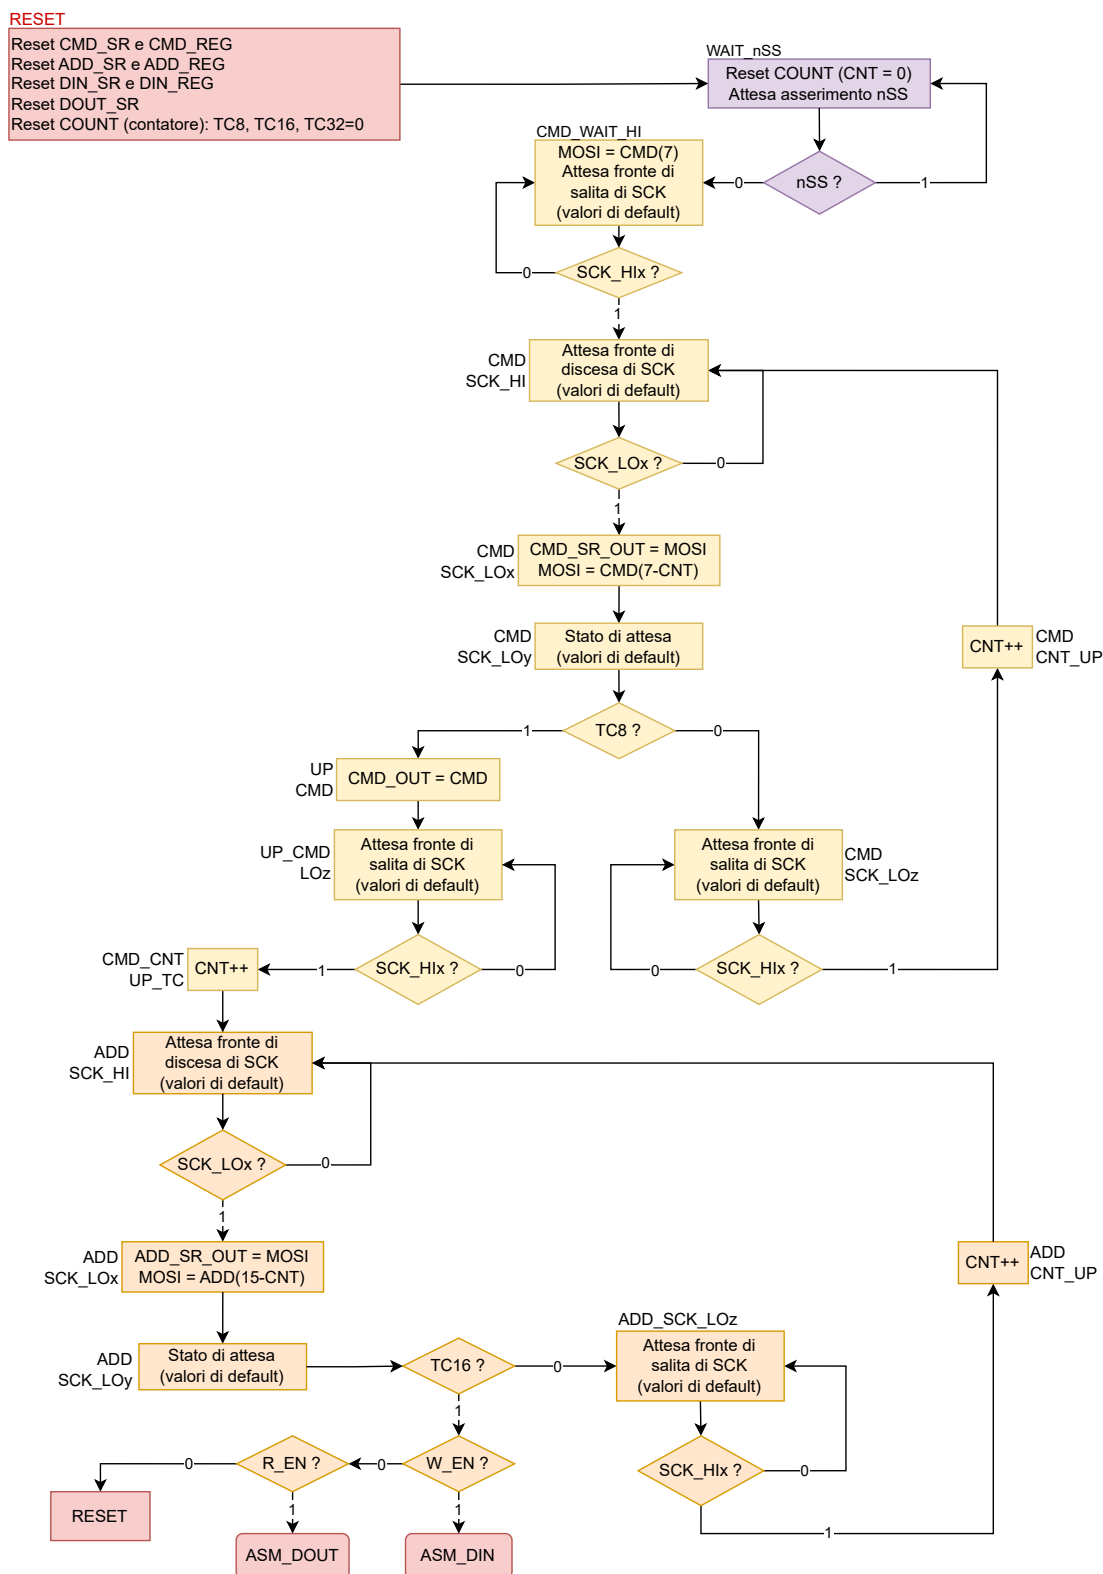 RESET
Reset CMD_SR e CMD_REG
Reset ADD_SR e ADD_REG
Reset DIN_SR e DIN_REG
Reset DOUT_SR
Reset COUNT (contatore): TC8, TC16, TC32=0
WAIT_nSS
Reset COUNT (CNT = 0)
Attesa asserimento nSS
nSS ?
0
1
CMD_WAIT_HI
MOSI = CMD(7)
Attesa fronte di
salita di SCK
(valori di default)
SCK_HIx ?
0
1
CMD
SCK_HI
Attesa fronte di
discesa di SCK
(valori di default)
SCK_LOx ?
0
1
CMD
SCK_LOx
CMD_SR_OUT = MOSI
MOSI = CMD(7-CNT)
CMD
SCK_LOy
Stato di attesa
(valori di default)
CNT++
CMD
CNT_UP
TC8 ?
1
0
UP
CMD
CMD_OUT = CMD
UP_CMD
LOz
Attesa fronte di
salita di SCK
(valori di default)
Attesa fronte di
salita di SCK
(valori di default)
CMD
SCK_LOz
CMD_CNT
UP_TC
CNT++
1
SCK_HIx ?
0
0
SCK_HIx ?
1
ADD
SCK_HI
Attesa fronte di
discesa di SCK
(valori di default)
SCK_LOx ?
0
1
ADD
SCK_LOx
ADD_SR_OUT = MOSI
MOSI = ADD(15-CNT)
CNT++
ADD
CNT_UP
ADD
SCK_LOy
Stato di attesa
(valori di default)
TC16 ?
0
1
ADD_SCK_LOz
Attesa fronte di
salita di SCK
(valori di default)
SCK_HIx ?
0
1
W_EN ?
0
1
R_EN ?
0
1
RESET
ASM_DOUT
ASM_DIN